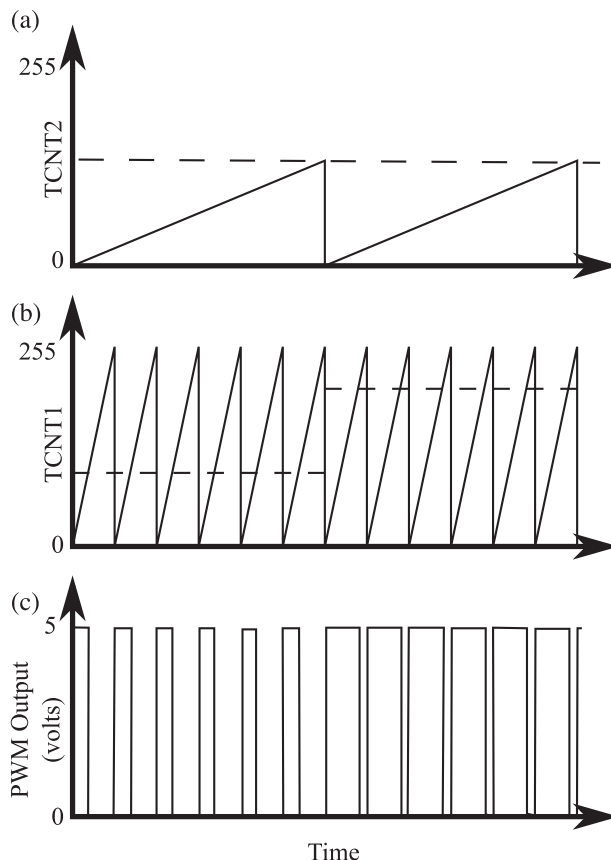 (a)
255
TCNT2
0
(b)
255
TCNT1
0
(c)
5
PWM Output
(volts)
0
Time